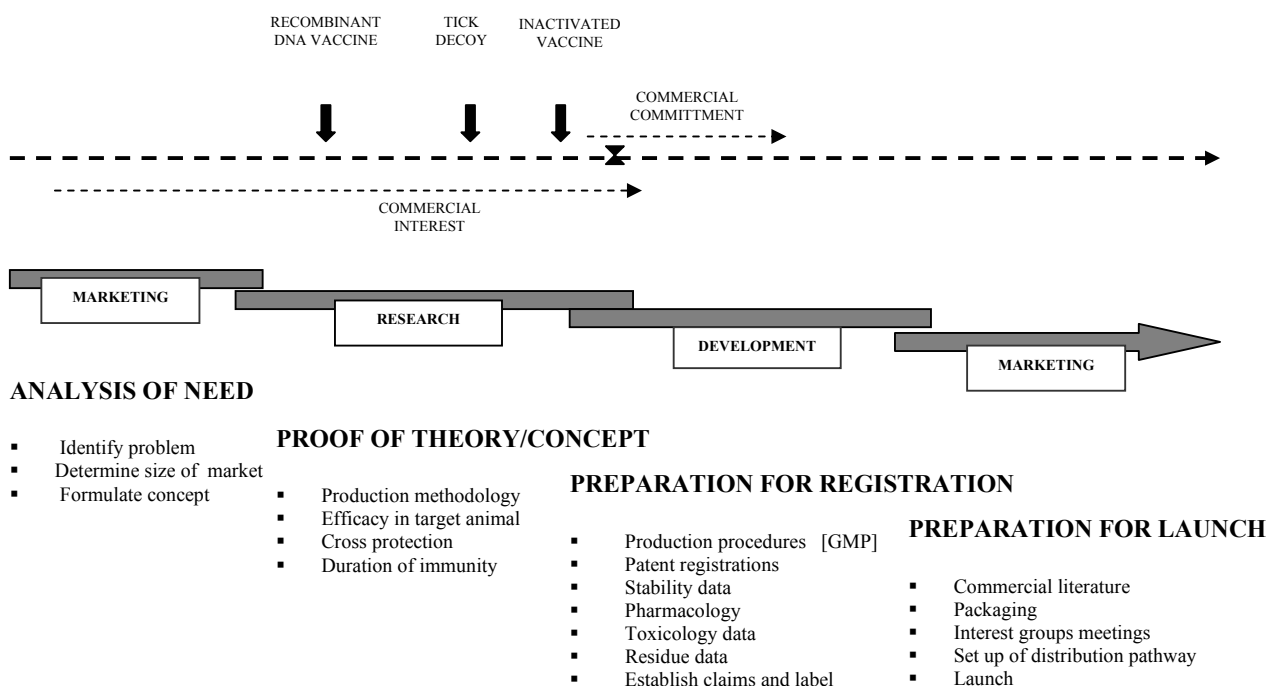 RECOMBINANT
DNA VACCINE
TICK
DECOY
INACTIVATED
VACCINE
COMMERCIAL
COMMITTMENT
COMMERCIAL
INTEREST
MARKETING
RESEARCH
DEVELOPMENT
MARKETING
ANALYSIS OF NEED
▪ Identify problem
▪ Determine size of market
▪ Formulate concept
PROOF OF THEORY/CONCEPT
▪ Production methodology
▪ Efficacy in target animal
▪ Cross protection
▪ Duration of immunity
PREPARATION FOR REGISTRATION
▪ Production procedures [GMP]
▪ Patent registrations
▪ Stability data
▪ Pharmacology
▪ Toxicology data
▪ Residue data
▪ Establish claims and label
PREPARATION FOR LAUNCH
▪ Commercial literature
▪ Packaging
▪ Interest groups meetings
▪ Set up of distribution pathway
▪ Launch